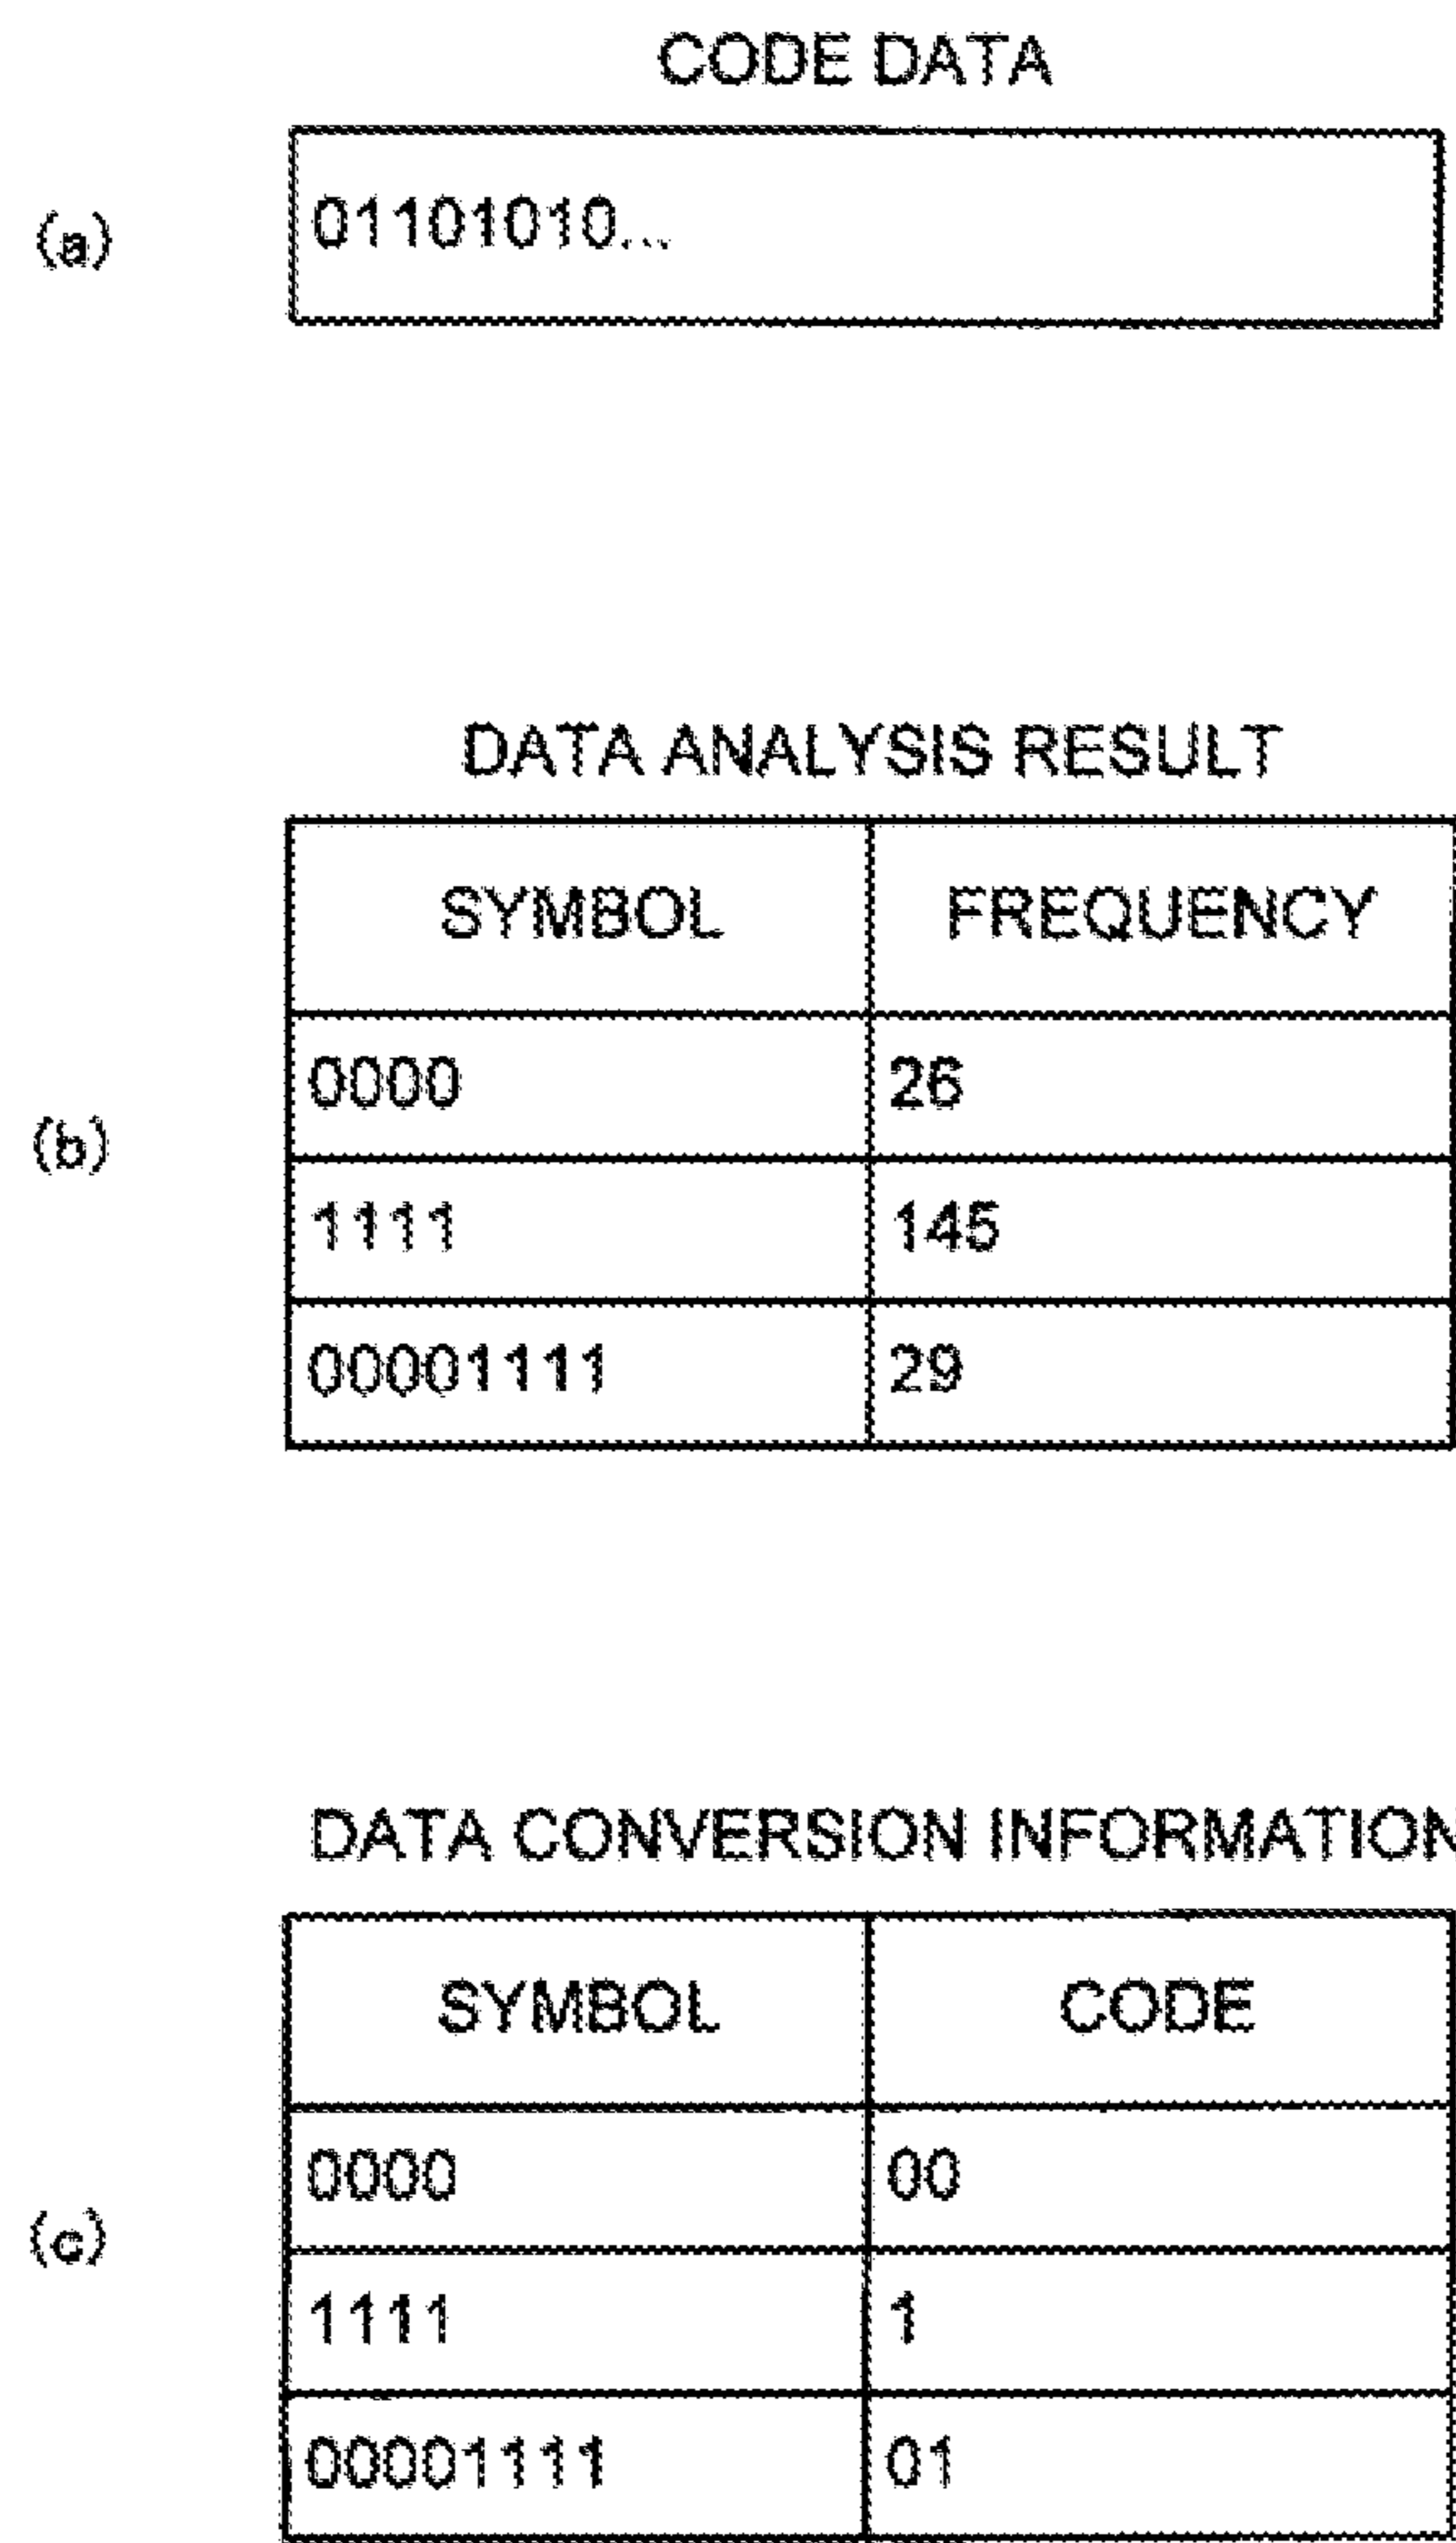 CODE DATA
(a)
01101010...
DATA ANALYSIS RESULT
(b)
SYMBOL FREQUENCY
0000 26
1111 145
00001111 29
DATA CONVERSION INFORMATION
(c)
SYMBOL CODE
0000 00
1111 1
00001111 01